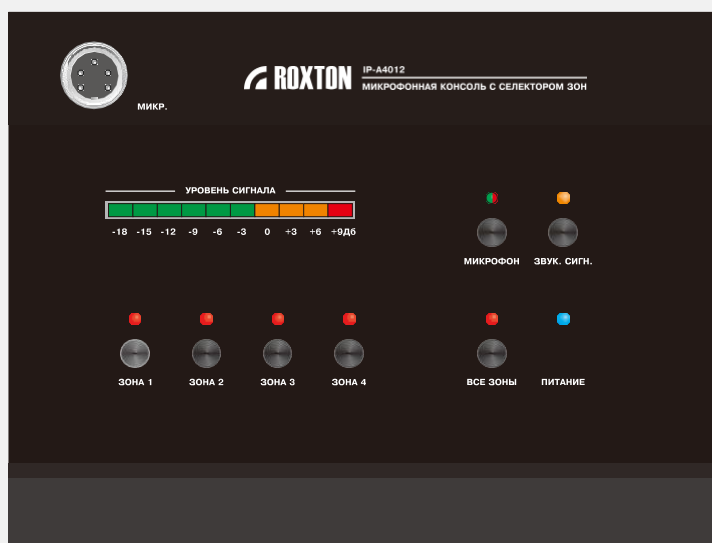 ROXTON
IP-A4012
МИКРОФОННАЯ КОНСОЛЬ С СЕЛЕКТОРОМ ЗОН
МИКР.
УРОВЕНЬ СИГНАЛА
-18 -15 -12 -9 -6 -3 0 +3 +6 +9Дб
МИКРОФОН ЗВУК. СИГН.
ЗОНА 1 ЗОНА 2 ЗОНА 3 ЗОНА 4 ВСЕ ЗОНЫ ПИТАНИЕ